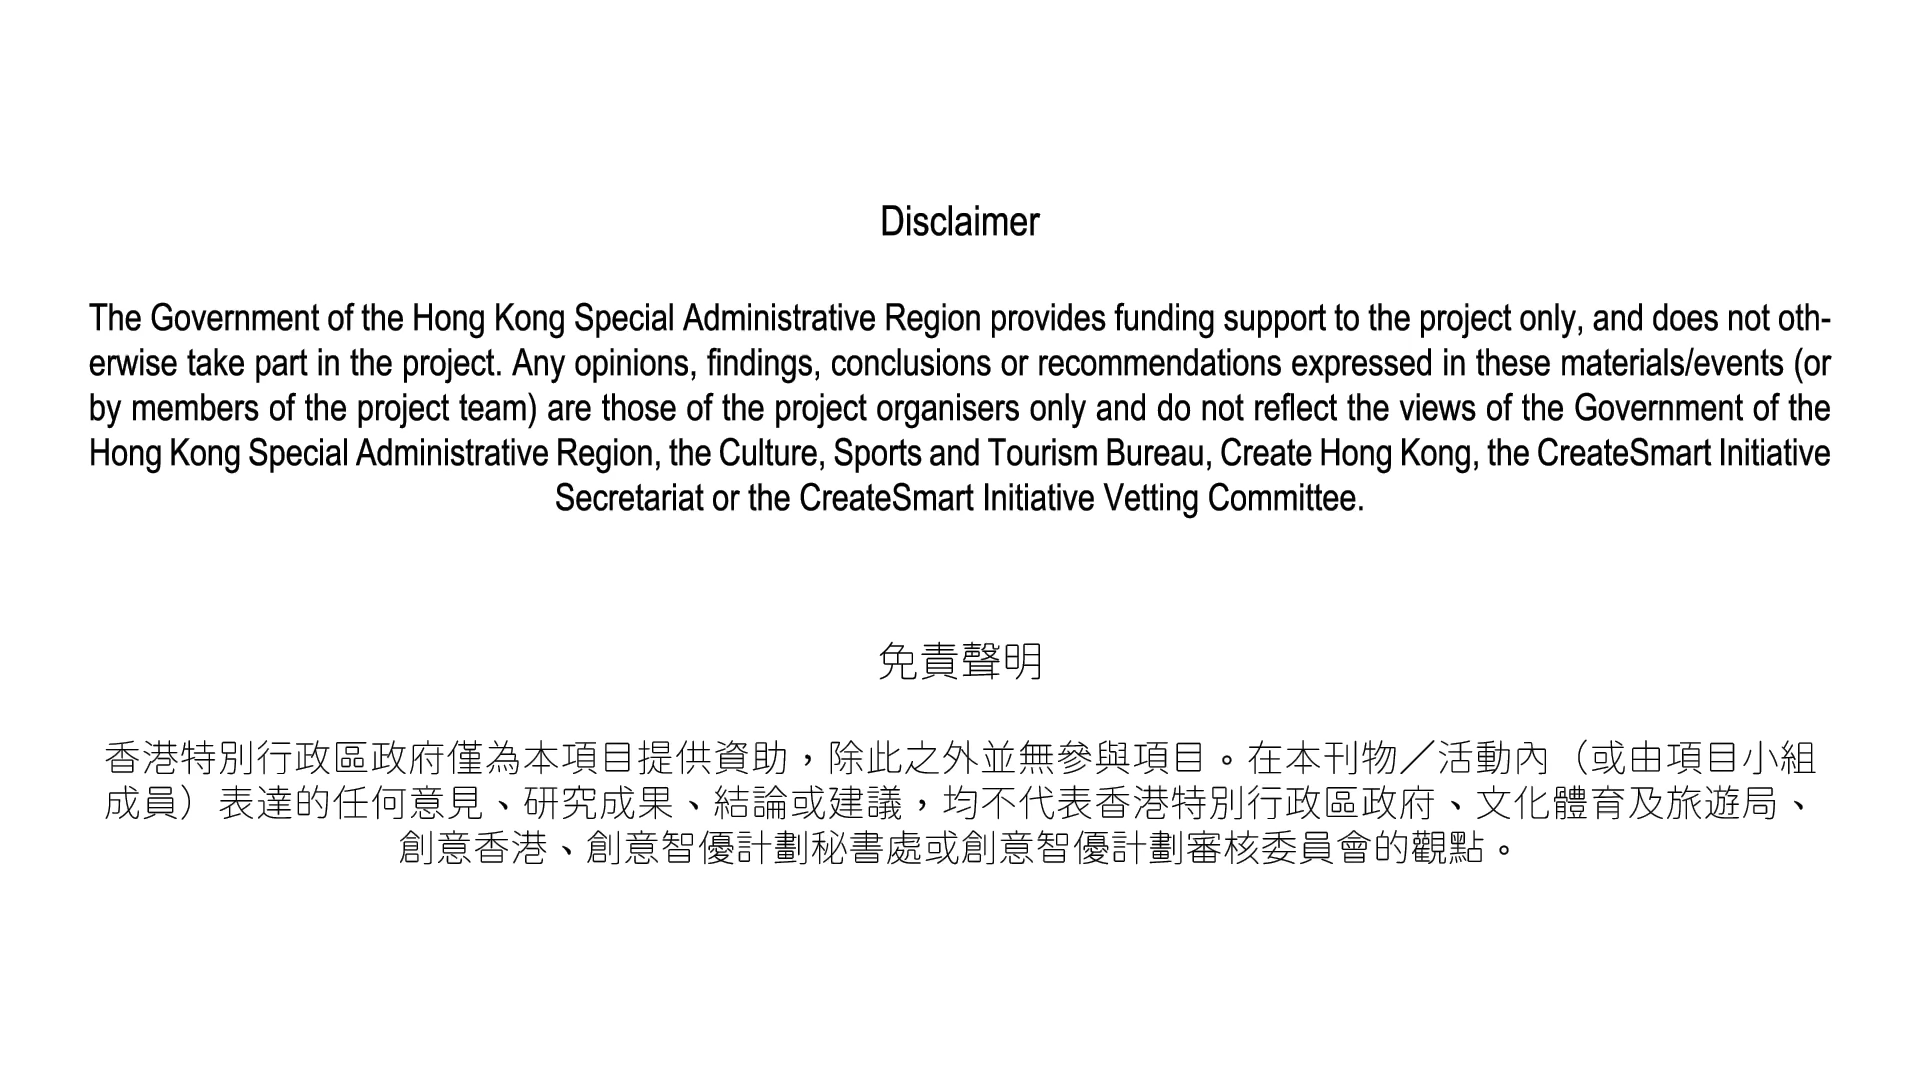 Disclaimer
The Government of the Hong Kong Special Administrative Region provides funding support to the project only, and does not oth-
erwise take part in the project. Any opinions, findings, conclusions or recommendations expressed in these materials/events (or
by members of the project team) are those of the project organisers only and do not reflect the views of the Government of the
Hong Kong Special Administrative Region, the Culture, Sports and Tourism Bureau, Create Hong Kong, the CreateSmart Initiative
Secretariat or the CreateSmart Initiative Vetting Committee.
免責聲明
香港特別行政區政府僅為本項目提供資助，除此之外並無參與項目。在本刊物／活動內（或由項目小組
成員）表達的任何意見、研究成果、結論或建議，均不代表香港特別行政區政府、文化體育及旅遊局、
創意香港、創意智優計劃秘書處或創意智優計劃審核委員會的觀點。